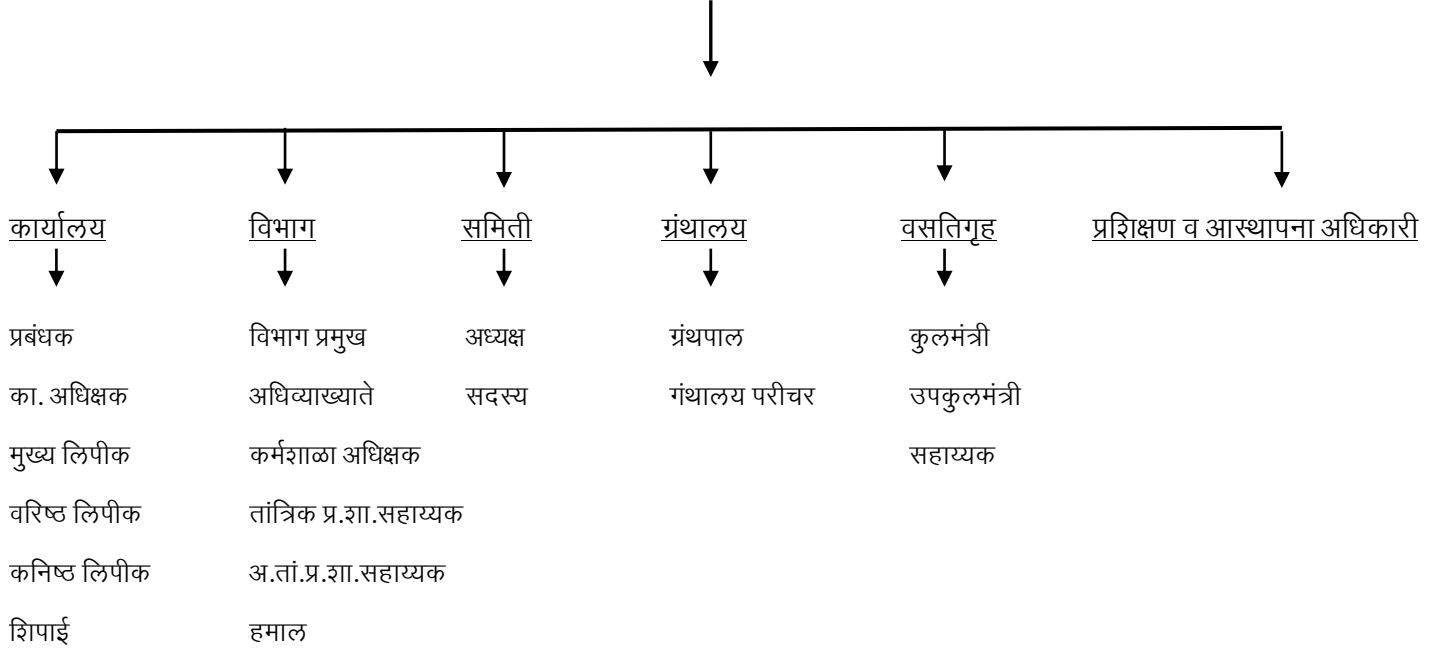 कार्यालय विभाग समिती ग्रंथालय वसतिगृह प्रशिक्षण व आस्थापना अधिकारी
प्रबंधक विभाग प्रमुख अध्यक्ष ग्रंथपाल कुलमंत्री
का. अधिक्षक अधिव्याख्याते सदस्य गंथालय परीचर उपकुलमंत्री
मुख्य लिपीक कर्मशाळा अधिक्षक सहाय्यक
वरिष्ठ लिपीक तांत्रिक प्र.शा.सहाय्यक
कनिष्ठ लिपीक अ.तां.प्र.शा.सहाय्यक
शिपाई हमाल